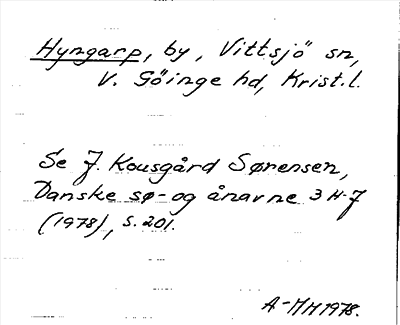 Hyngarp, by, Vittsjö sn,
V. Göinge hd, Krist.l.
Se J. Kousgård Sørensen,
Danske sø- og ånavne 3 H-J
(1978), s. 201.
A-MH 1978.